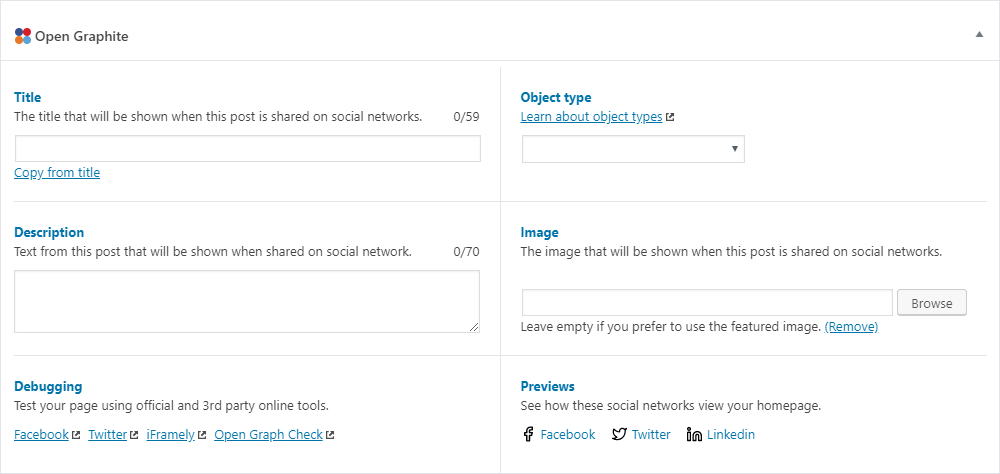 Open Graphite
Title
The title that will be shown when this post is shared on social networks. 0/59
Copy from title
Object type
Learn about object types
Description
Text from this post that will be shown when shared on social network. 0/70
Image
The image that will be shown when this post is shared on social networks.
Browse
Leave empty if you prefer to use the featured image. (Remove)
Debugging
Test your page using official and 3rd party online tools.
Facebook Twitter iFramely Open Graph Check
Previews
See how these social networks view your homepage.
Facebook Twitter Linkedin